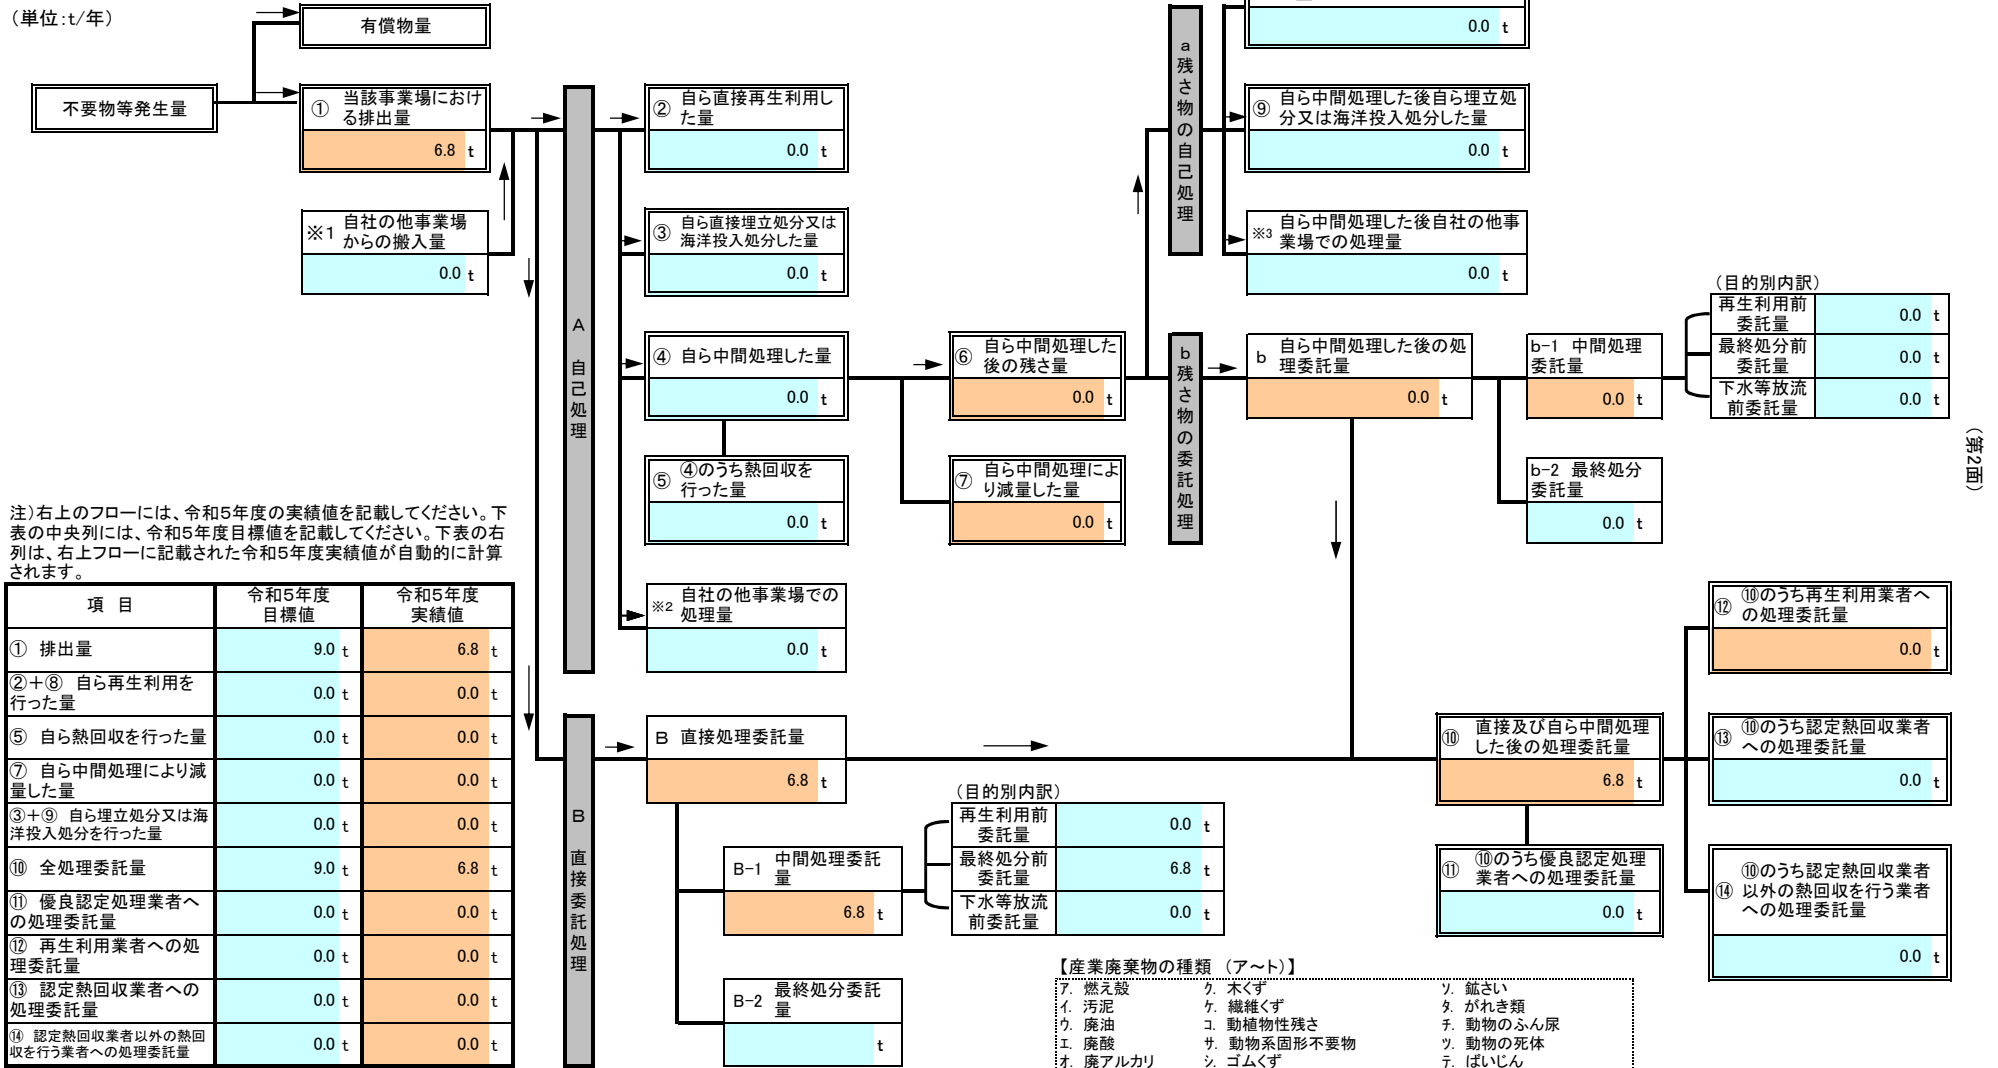 (単位:t/年)
有償物量
不要物等発生量
① 当該事業場におけ
る排出量
6.8 t
※1 自社の他事業場
からの搬入量
0.0 t
A 自己処理
② 自ら直接再生利用し
た量
0.0 t
③ 自ら直接埋立処分又は
海洋投入処分した量
0.0 t
④ 自ら中間処理した量
0.0 t
⑤ ④のうち熱回収を
行った量
0.0 t
※2 自社の他事業場での
処理量
0.0 t
⑥ 自ら中間処理した
後の残さ量
0.0 t
⑦ 自ら中間処理によ
り減量した量
0.0 t
a残さ物の自己処理
0.0 t
⑨ 自ら中間処理した後自ら埋立処
分又は海洋投入処分した量
0.0 t
※3 自ら中間処理した後自社の他事
業場での処理量
0.0 t
b残さ物の委託処理
b 自ら中間処理した後の処
理委託量
0.0 t
b-1 中間処理
委託量
0.0 t
b-2 最終処分
委託量
0.0 t
(目的別内訳)
再生利用前
委託量 0.0 t
最終処分前
委託量 0.0 t
下水等放流
前委託量 0.0 t
(第2面)
注)右上のフローには、令和5年度の実績値を記載してください。下
表の中央列には、令和5年度目標値を記載してください。下表の右
列は、右上フローに記載された令和5年度実績値が自動的に計算
されます。
項 目 令和5年度 令和5年度
目標値 実績値
① 排出量 9.0 t 6.8 t
②+⑧ 自ら再生利用を
行った量 0.0 t 0.0 t
⑤ 自ら熱回収を行った量 0.0 t 0.0 t
⑦ 自ら中間処理により減
量した量 0.0 t 0.0 t
③+⑨ 自ら埋立処分又は海
洋投入処分を行った量 0.0 t 0.0 t
⑩ 全処理委託量 9.0 t 6.8 t
⑪ 優良認定処理業者へ
の処理委託量 0.0 t 0.0 t
⑫ 再生利用業者への処
理委託量 0.0 t 0.0 t
⑬ 認定熱回収業者への
処理委託量 0.0 t 0.0 t
⑭ 認定熱回収業者以外の熱回
収を行う業者への処理委託量 0.0 t 0.0 t
B 直接委託処理
B 直接処理委託量
6.8 t
B-1 中間処理委託
量
6.8 t
B-2 最終処分委託
量
t
(目的別内訳)
再生利用前
委託量 0.0 t
最終処分前
委託量 6.8 t
下水等放流
前委託量 0.0 t
⑩ 直接及び自ら中間処理
した後の処理委託量
6.8 t
⑪ ⑩のうち優良認定処理
業者への処理委託量
0.0 t
⑫ ⑩のうち再生利用業者へ
の処理委託量
0.0 t
⑬ ⑩のうち認定熱回収業者
への処理委託量
0.0 t
⑭ ⑩のうち認定熱回収業者
以外の熱回収を行う業者
への処理委託量
0.0 t
【産業廃棄物の種類 (ア~ト)】
ア. 燃え殻 ク. 木くず ソ. 鉱さい
イ. 汚泥 ケ. 繊維くず タ. がれき類
ウ. 廃油 コ. 動植物性残さ チ. 動物のふん尿
エ. 廃酸 サ. 動物系固形不要物 ツ. 動物の死体
オ. 廃アルカリ シ. ゴムくず テ. ばいじん